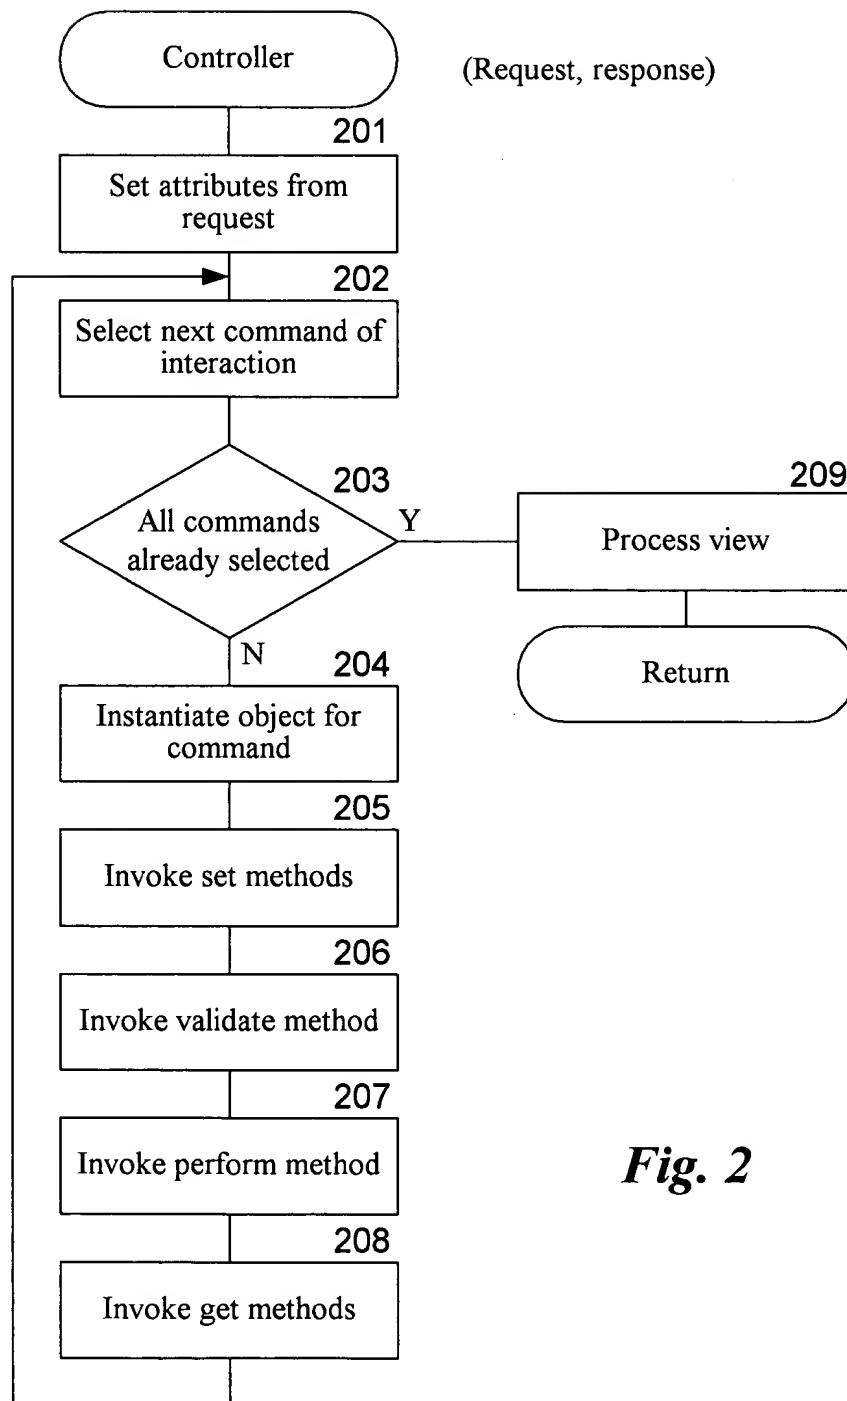 Controller
(Request, response)
201
Set attributes from
request
202
Select next command of
interaction
203
All commands
already selected
Y
N
209
Process view
Return
204
Instantiate object for
command
205
Invoke set methods
206
Invoke validate method
207
Invoke perform method
208
Invoke get methods
Fig. 2